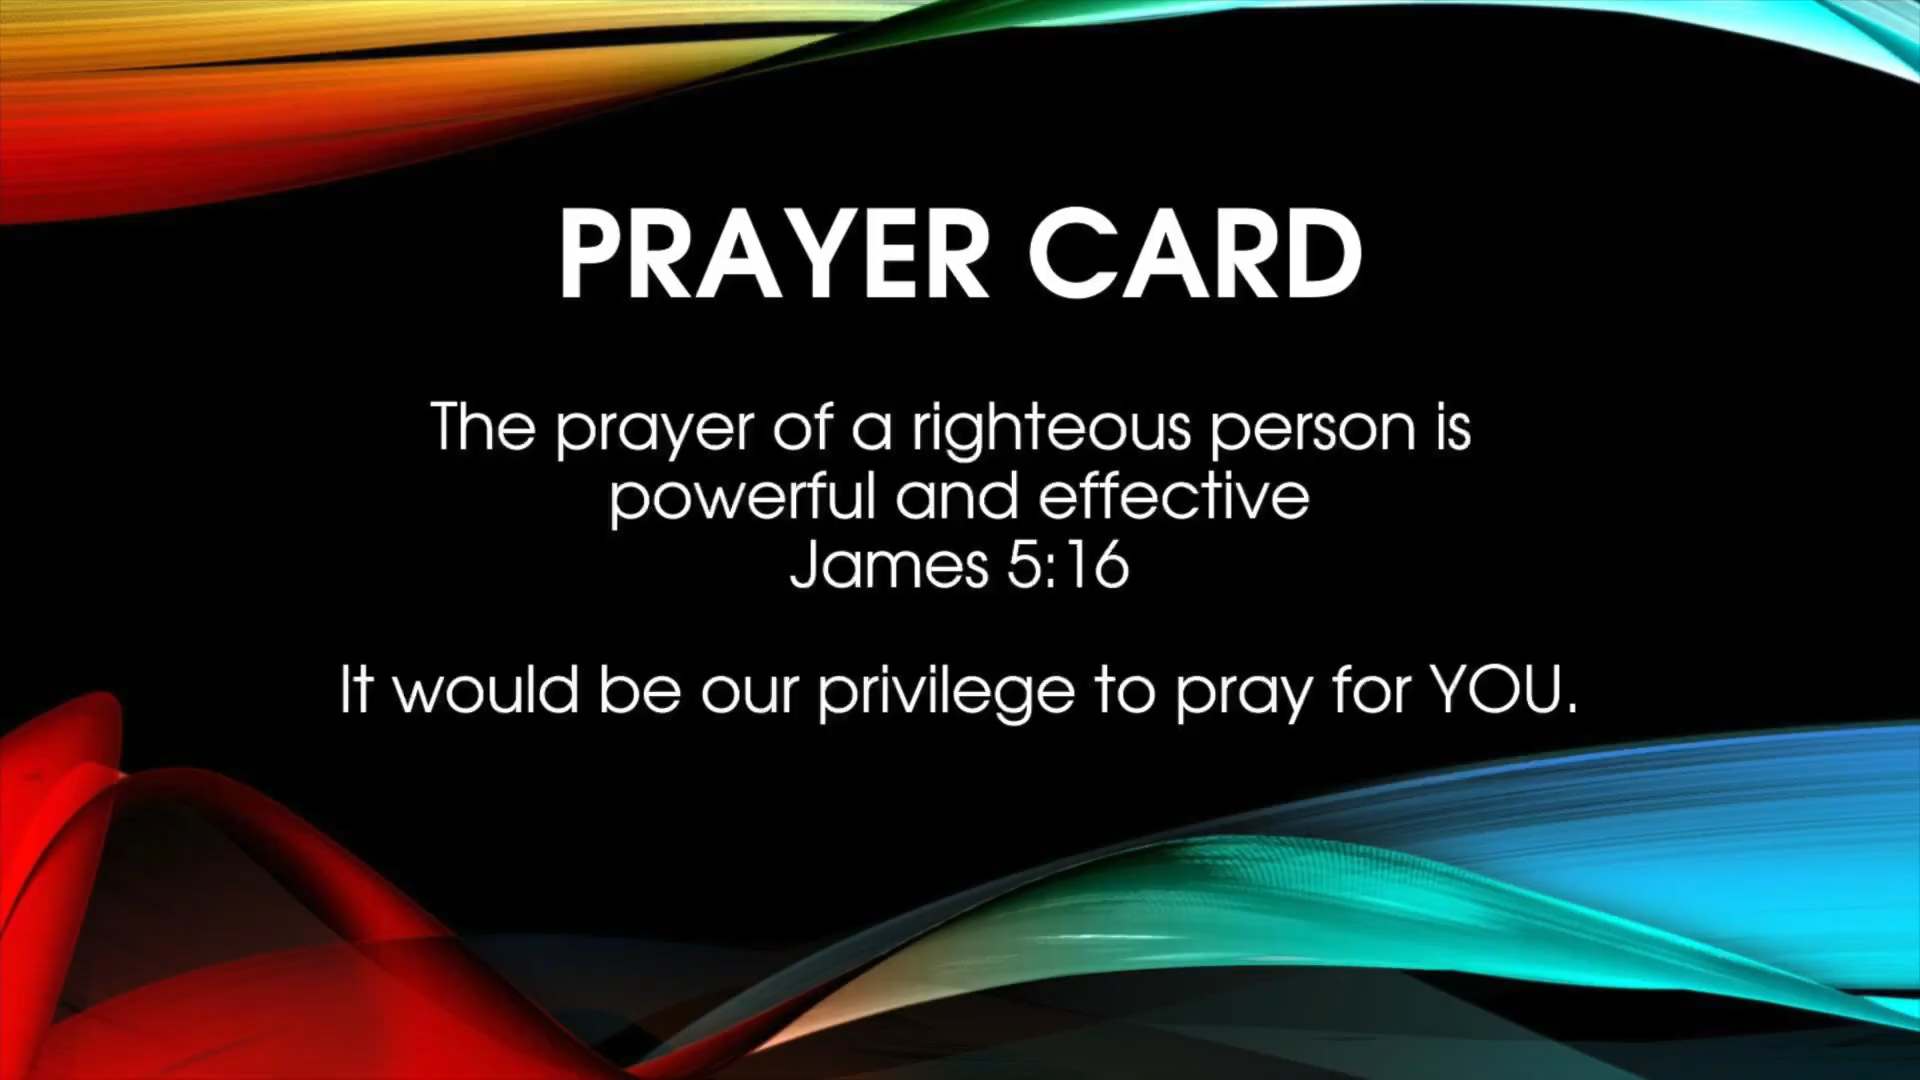 PRAYER CARD
The prayer of a righteous person is
powerful and effective
James 5:16
It would be our privilege to pray for YOU.